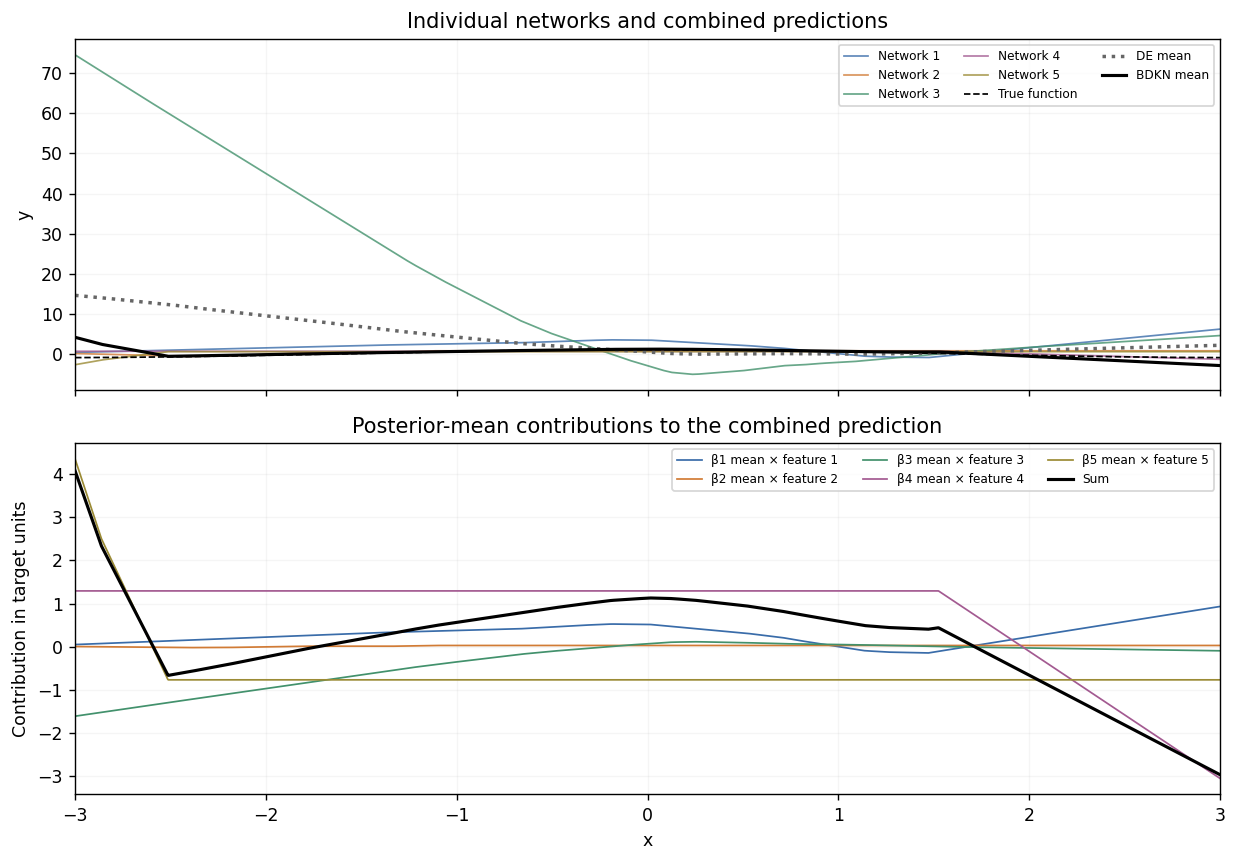 Individual networks and combined predictions
Network 1
Network 2
Network 3
Network 4
Network 5
True function
DE mean
BDKN mean
70
60
50
40
30
20
10
0
y
Posterior-mean contributions to the combined prediction
β1 mean × feature 1
β2 mean × feature 2
β3 mean × feature 3
β4 mean × feature 4
β5 mean × feature 5
Sum
4
3
2
1
0
−1
−2
−3
Contribution in target units
−3
−2
−1
0
1
2
3
x